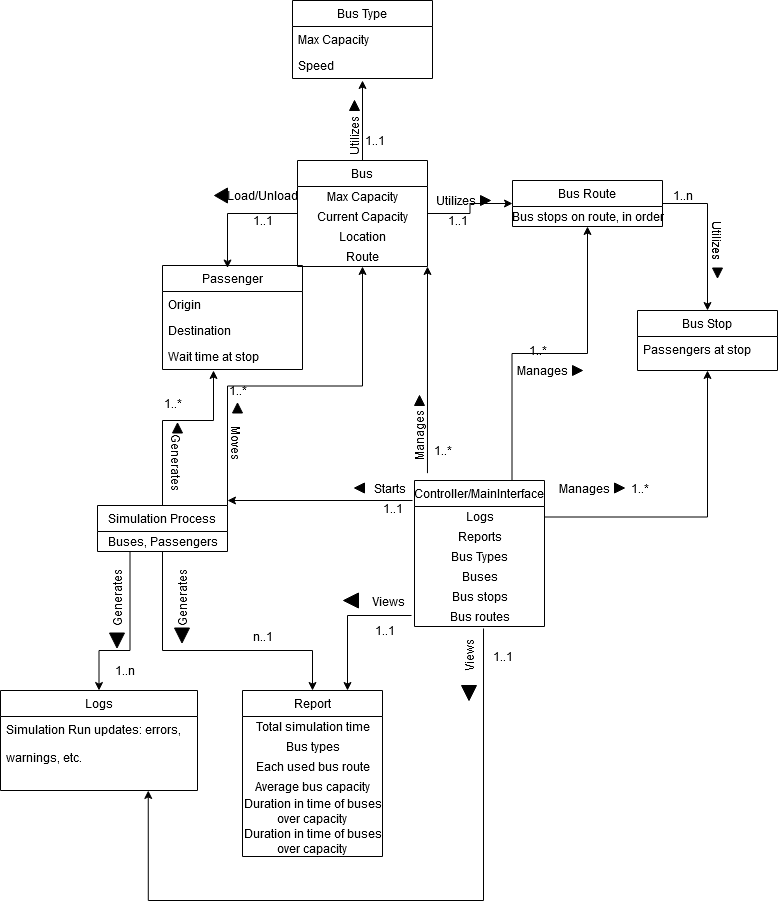 Bus Type
Max Capacity
Speed
Utilizes
1..1
Bus
Max Capacity
Current Capacity
Location
Route
Load/Unload
1..1
Utilizes
1..1
Bus Route
Bus stops on route, in order
1..n
Utilizes
Passenger
Origin
Destination
Wait time at stop
Bus Stop
Passengers at stop
1..*
Manages
1..*
Generates
1..*
Moves
Manages
1..*
Starts
1..1
Controller/MainInterface
Logs
Reports
Bus Types
Buses
Bus stops
Bus routes
Manages
1..*
Simulation Process
Buses, Passengers
Generates
1..n
Generates
n..1
Views
1..1
Views
1..1
Logs
Simulation Run updates: errors,
warnings, etc.
Report
Total simulation time
Bus types
Each used bus route
Average bus capacity
Duration in time of buses
over capacity
Duration in time of buses
over capacity